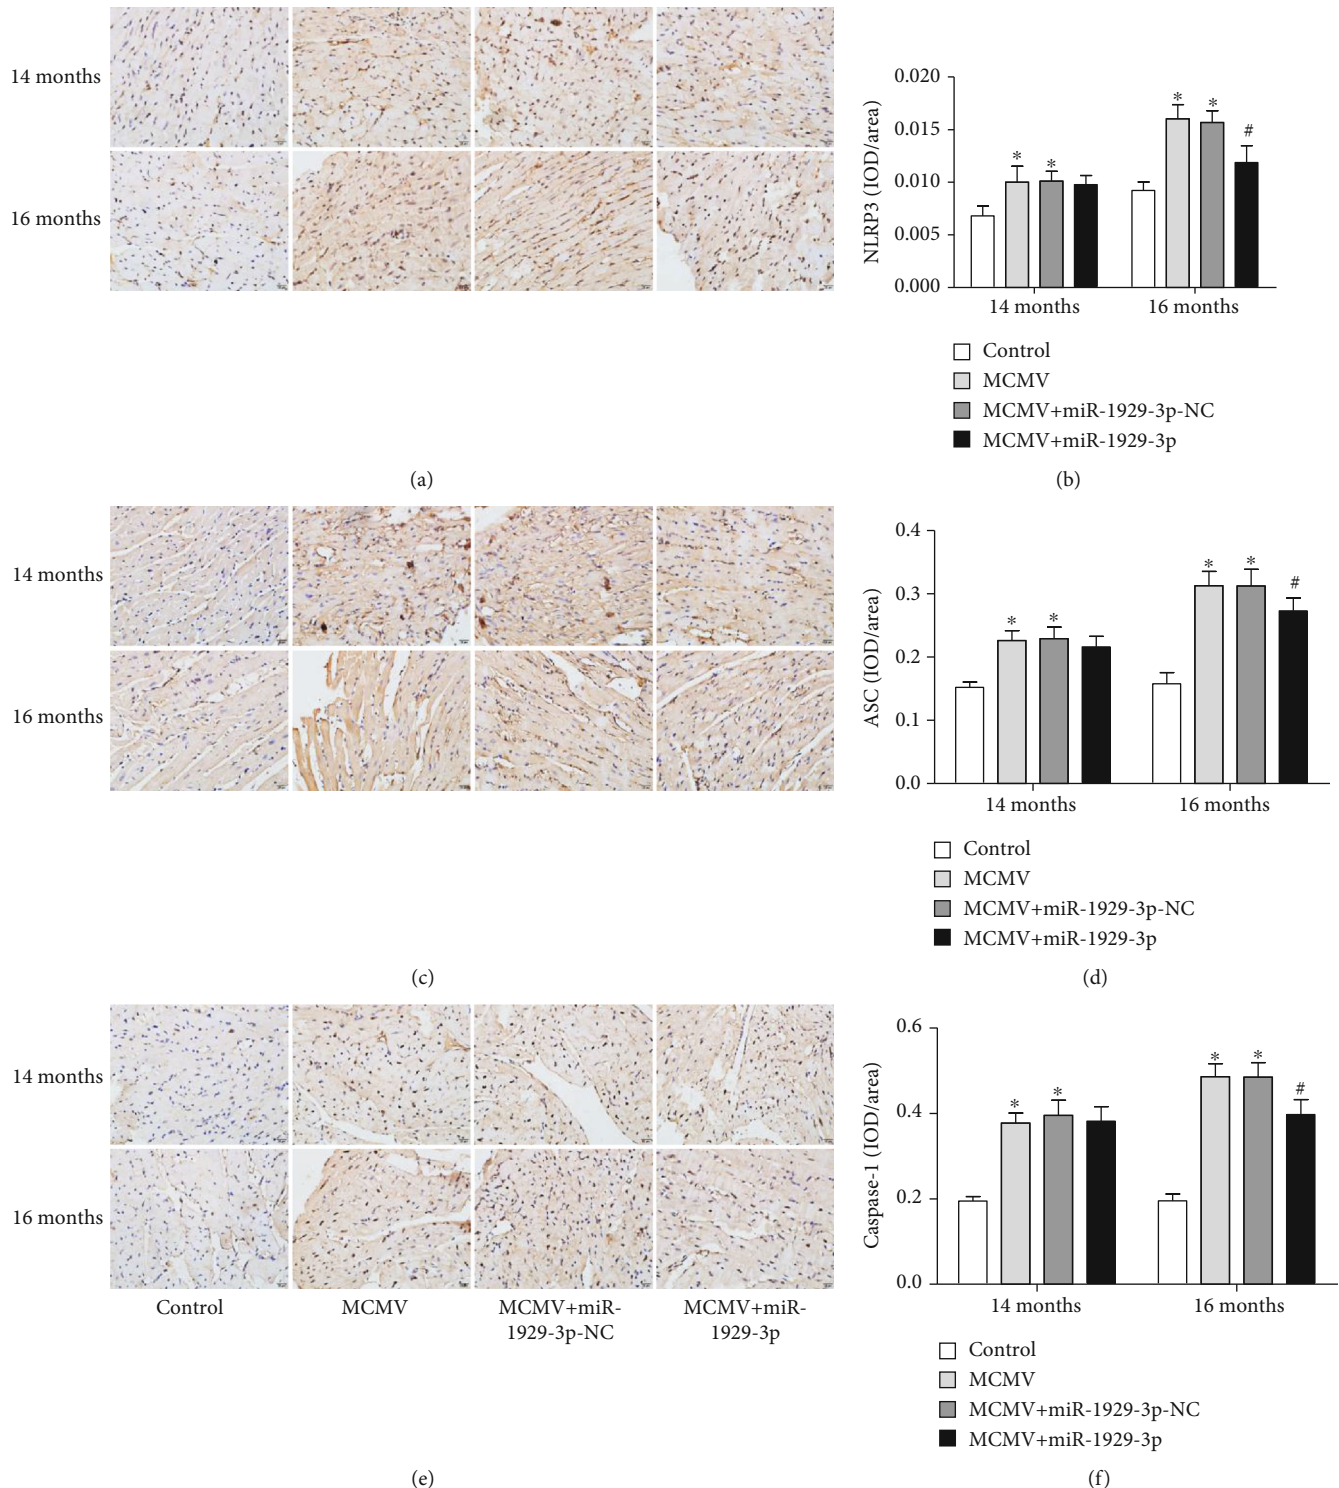 14 months
16 months
NLRP3 (IOD/area)
0.020
0.015
0.010
0.005
0.000
* * * * #
14 months 16 months
Control
MCMV
MCMV+miR-1929-3p-NC
MCMV+miR-1929-3p
(a)
(b)
14 months
16 months
ASC (IOD/area)
0.4
0.3
0.2
0.1
0.0
* * * * #
14 months 16 months
Control
MCMV
MCMV+miR-1929-3p-NC
MCMV+miR-1929-3p
(c)
(d)
14 months
16 months
Control
MCMV
MCMV+miR-
1929-3p-NC
MCMV+miR-
1929-3p
Caspase-1 (IOD/area)
0.6
0.4
0.2
0.0
* * * * #
14 months 16 months
Control
MCMV
MCMV+miR-1929-3p-NC
MCMV+miR-1929-3p
(e)
(f)